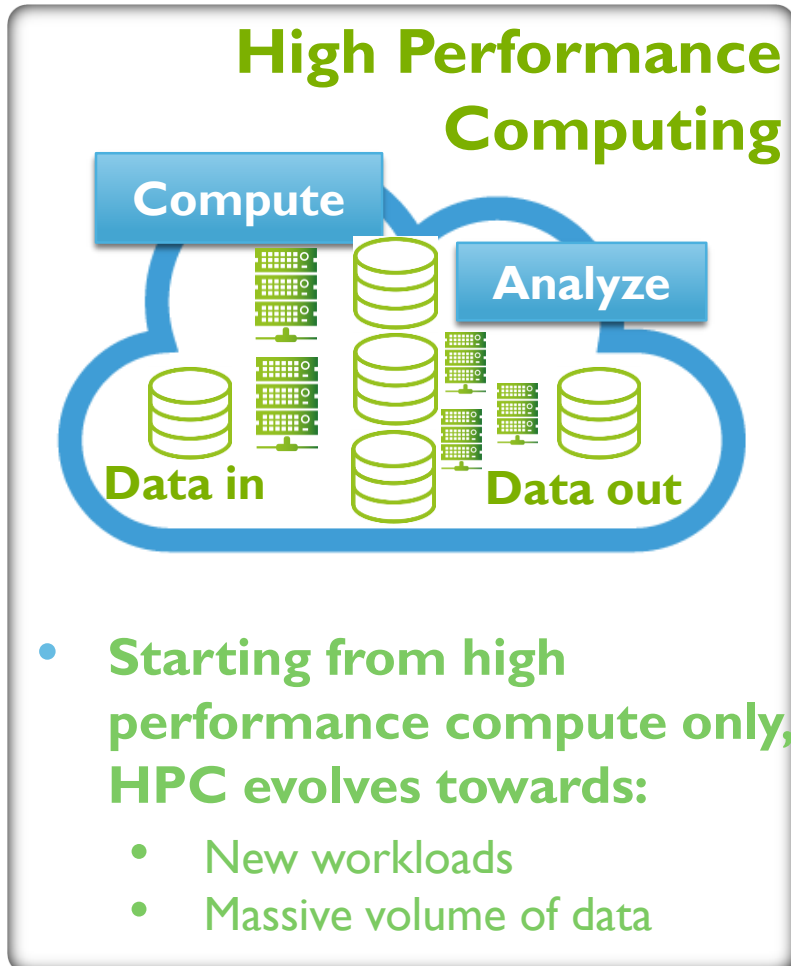 High Performance
Computing
Compute
Analyze
Data in
Data out
• Starting from high
performance compute only,
HPC evolves towards:
• New workloads
• Massive volume of data